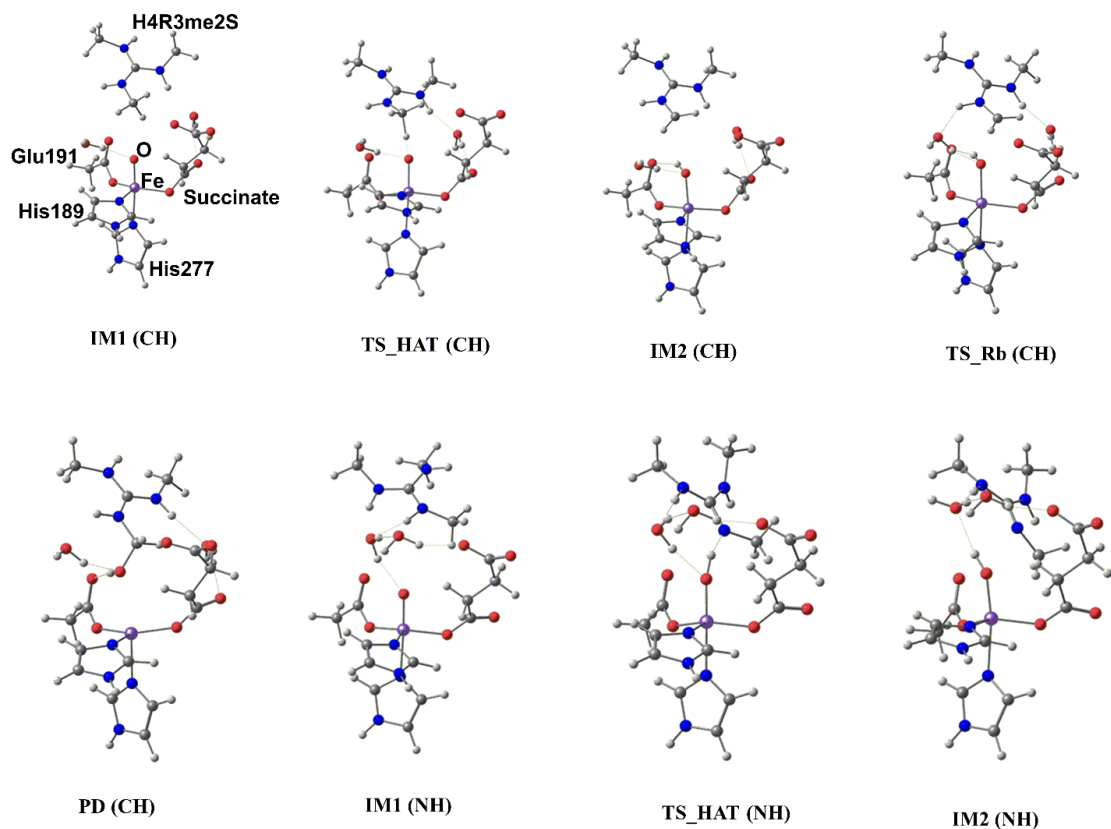 H4R3me2S
Glu191
O
Fe
Succinate
His189
His277
IM1 (CH)
TS_HAT (CH)
IM2 (CH)
TS_Rb (CH)
PD (CH)
IM1 (NH)
TS_HAT (NH)
IM2 (NH)